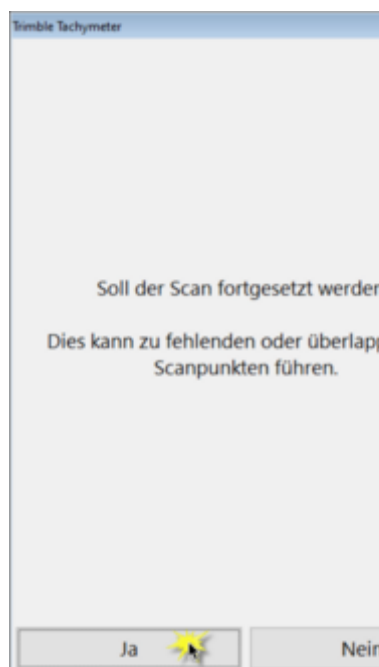 Trimble Tachymeter
Soll der Scan fortgesetzt werden
Dies kann zu fehlenden oder überlapp
Scanpunkten führen.
Ja Nein